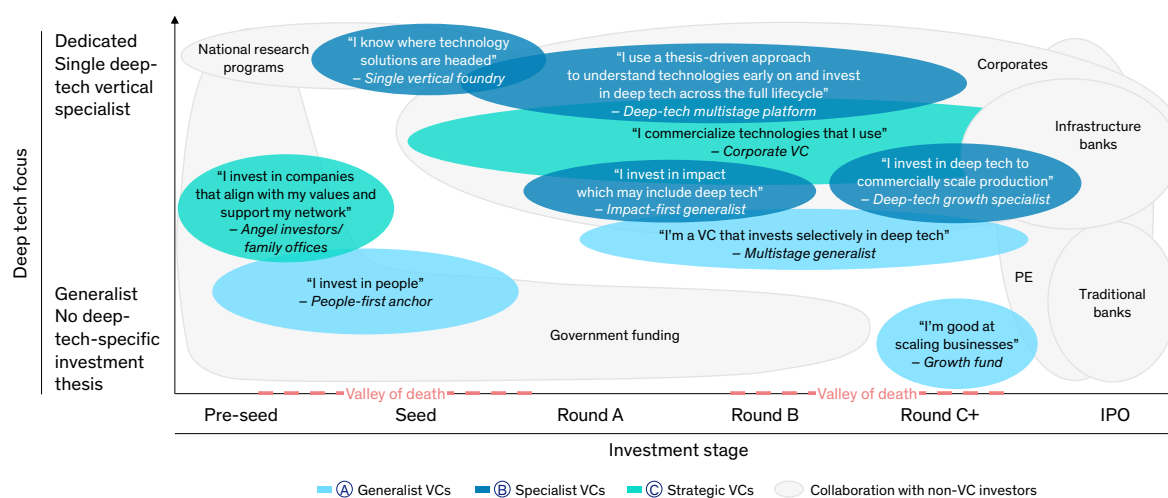 Deep tech focus
Dedicated
Single deep-
tech vertical
specialist
Generalist
No deep-
tech-specific
investment
thesis
National research
programs
“I know where technology
solutions are headed”
– Single vertical foundry
“I use a thesis-driven approach
to understand technologies early on and invest
in deep tech across the full lifecycle”
– Deep-tech multistage platform
Corporates
“I commercialize technologies that I use”
– Corporate VC
Infrastructure
banks
“I invest in companies
that align with my values and
support my network”
– Angel investors/
family offices
“I invest in impact
which may include deep tech”
– Impact-first generalist
“I invest in deep tech to
commercially scale production”
– Deep-tech growth specialist
“I’m a VC that invests selectively in deep tech”
– Multistage generalist
“I invest in people”
– People-first anchor
PE
Traditional
banks
Government funding
“I’m good at
scaling businesses”
– Growth fund
Valley of death
Valley of death
Pre-seed
Seed
Round A
Round B
Round C+
IPO
Investment stage
A Generalist VCs
B Specialist VCs
C Strategic VCs
Collaboration with non-VC investors